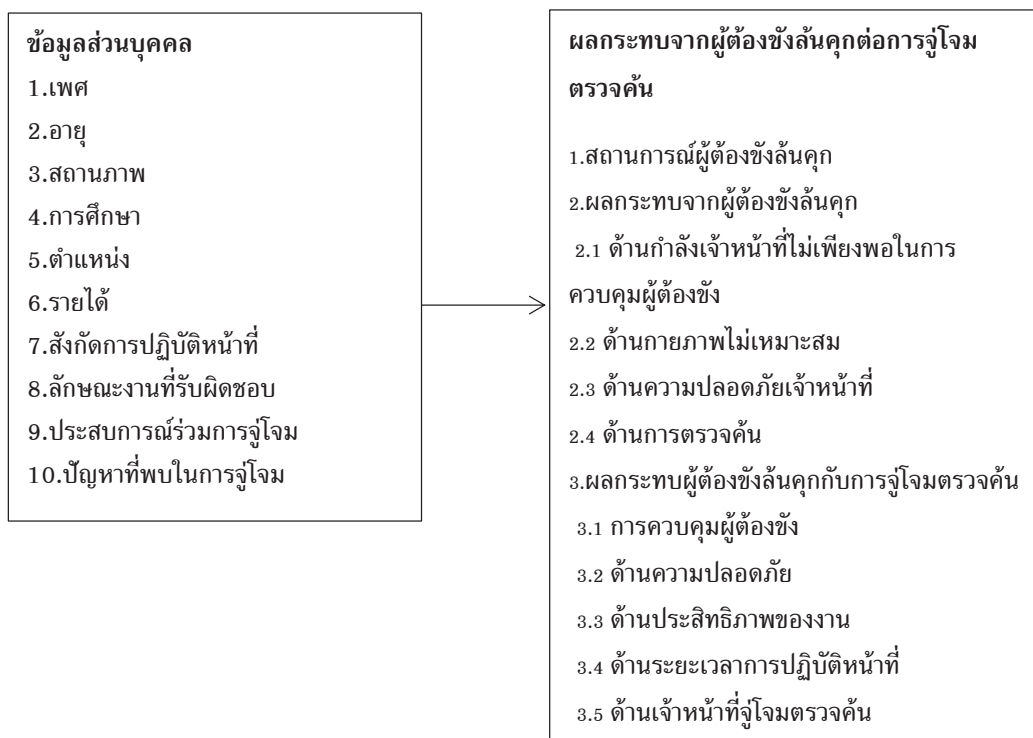 ข้อมูลส่วนบุคคล
1.เพศ
2.อายุ
3.สถานภาพ
4.การศึกษา
5.ตำแหน่ง
6.รายได้
7.สังกัดการปฏิบัติหน้าที่
8.ลักษณะงานที่รับผิดชอบ
9.ประสบการณ์ร่วมการจู่โจม
10.ปัญหาที่พบในการจู่โจม
ผลกระทบจากผู้ต้องขังล้นคุกต่อการจู่โจม
ตรวจค้น
1.สถานการณ์ผู้ต้องขังล้นคุก
2.ผลกระทบจากผู้ต้องขังล้นคุก
2.1 ด้านกำลังเจ้าหน้าที่ไม่เพียงพอในการ
ควบคุมผู้ต้องขัง
2.2 ด้านกายภาพไม่เหมาะสม
2.3 ด้านความปลอดภัยเจ้าหน้าที่
2.4 ด้านการตรวจค้น
3.ผลกระทบผู้ต้องขังล้นคุกกับการจู่โจมตรวจค้น
3.1 การควบคุมผู้ต้องขัง
3.2 ด้านความปลอดภัย
3.3 ด้านประสิทธิภาพของงาน
3.4 ด้านระยะเวลาการปฏิบัติหน้าที่
3.5 ด้านเจ้าหน้าที่จู่โจมตรวจค้น